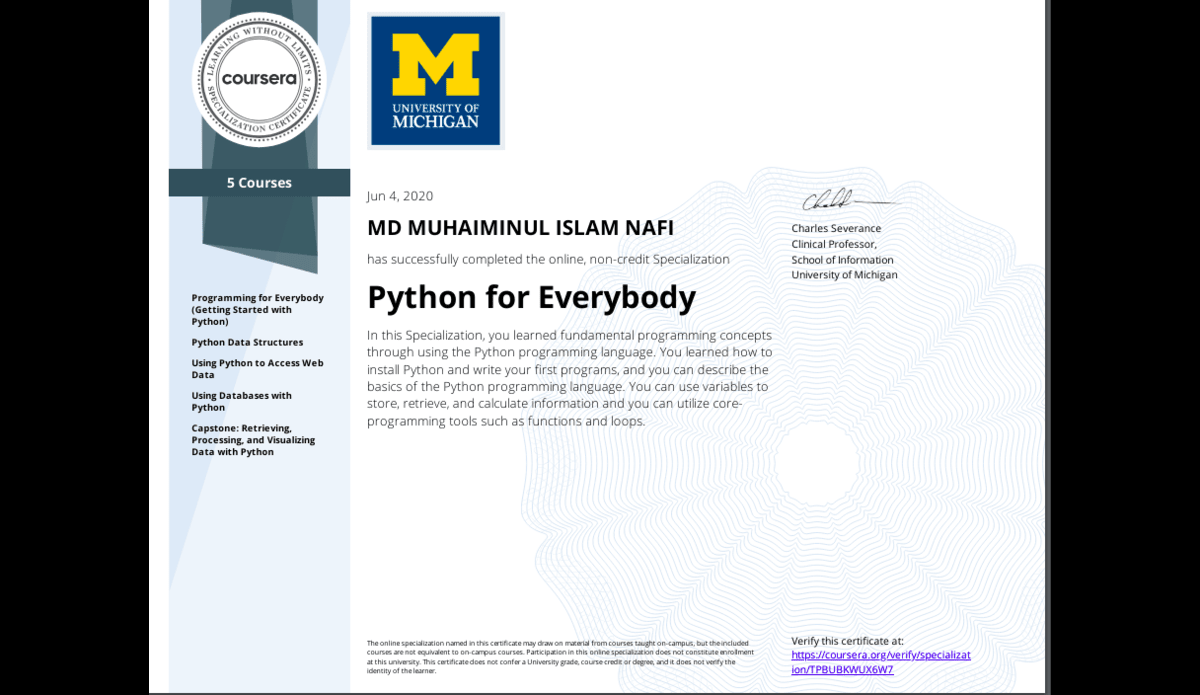 LEARNING WITHOUT LIMITS
coursera
SPECIALIZATION CERTIFICATE
M
UNIVERSITY OF
MICHIGAN
5 Courses
Programming for Everybody
(Getting Started with
Python)
Python Data Structures
Using Python to Access Web
Data
Using Databases with
Python
Capstone: Retrieving,
Processing, and Visualizing
Data with Python
Jun 4, 2020
MD MUHAIMINUL ISLAM NAFI
has successfully completed the online, non-credit Specialization
Python for Everybody
In this Specialization, you learned fundamental programming concepts
through using the Python programming language. You learned how to
install Python and write your first programs, and you can describe the
basics of the Python programming language. You can use variables to
store, retrieve, and calculate information and you can utilize core-
programming tools such as functions and loops.
Charles Severance
Clinical Professor,
School of Information
University of Michigan
The online specialization named in this certificate may draw on material from courses taught on-campus, but the included
courses are not equivalent to on-campus courses. Participation in this online specialization does not constitute enrollment
at this university. This certificate does not confer a University grade, course credit or degree, and it does not verify the
identity of the learner.
Verify this certificate at:
https://coursera.org/verify/specializat
ion/TPBUBKWUX6W7